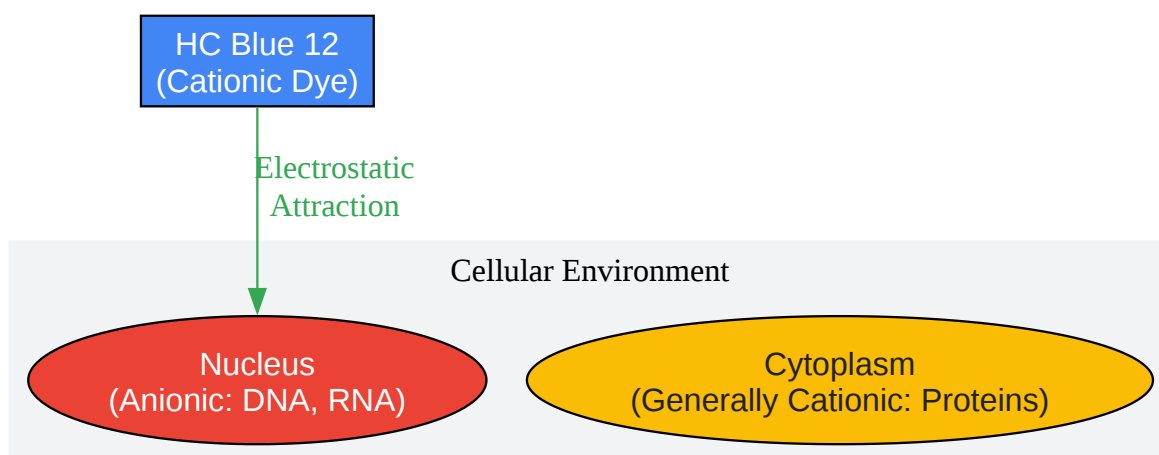 HC Blue 12
(Cationic Dye)
Electrostatic
Attraction
Cellular Environment
Nucleus
(Anionic: DNA, RNA)
Cytoplasm
(Generally Cationic: Proteins)